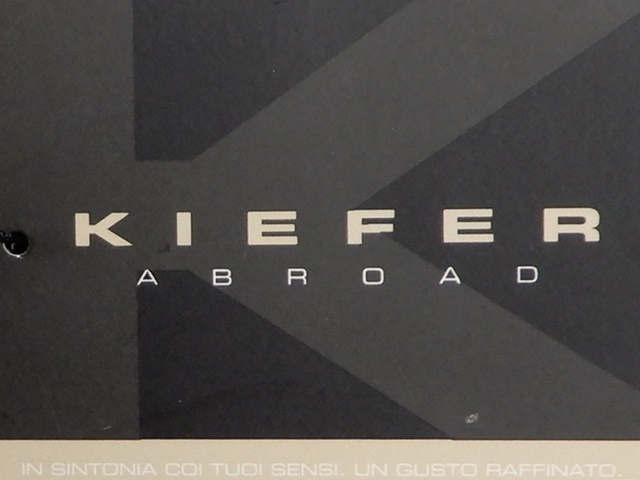 KIEFER
ABROAD
IN SINTONIA COI TUOI SENSI. UN GUSTO RAFFINATO.